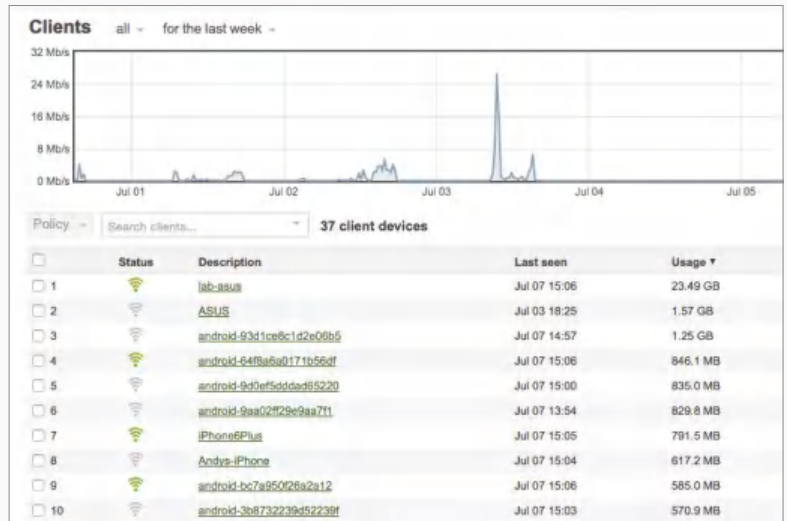 Clients all for the last week
32 Mb/s
24 Mb/s
16 Mb/s
8 Mb/s
0 Mb/s
Jul 01 Jul 02 Jul 03 Jul 04 Jul 05
Policy Search clients... 37 client devices
Status Description Last seen Usage
1 lab-asus Jul 07 15:06 23.49 GB
2 ASUS Jul 03 18:25 1.57 GB
3 android-93d1ce8c1d2e06b5 Jul 07 14:57 1.25 GB
4 android-64f8a6a0171b56df Jul 07 15:06 846.1 MB
5 android-9d0ef5dddad65220 Jul 07 15:00 835.0 MB
6 android-9aa02ff29e9aa7f1 Jul 07 13:54 829.8 MB
7 iPhone6Plus Jul 07 15:05 791.5 MB
8 Andys-iPhone Jul 07 15:04 617.2 MB
9 android-bc7a950f26a2a12 Jul 07 15:06 585.0 MB
10 android-3b8732239d52239f Jul 07 15:03 570.9 MB